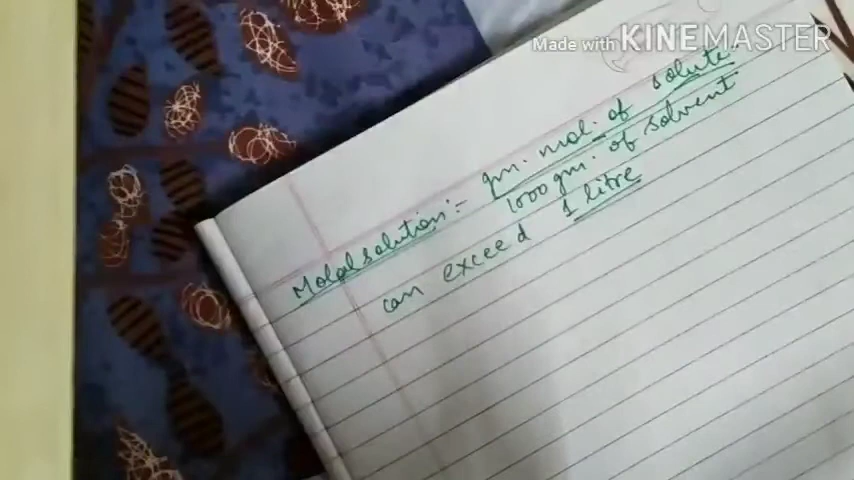 Made with KINEMASTER
Molal solution:- gm. mol. of solute
1000 gm. of solvent
can exceed 1 litre